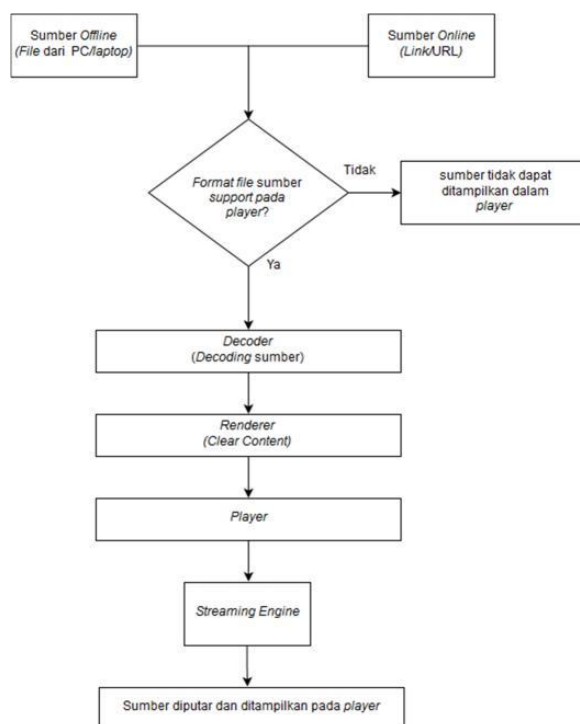 Sumber Offline
(File dari PC/laptop)
Sumber Online
(Link/URL)
Format file sumber
support pada
player?
Tidak
sumber tidak dapat
ditampilkan dalam
player
Ya
Decoder
(Decoding sumber)
Renderer
(Clear Content)
Player
Streaming Engine
Sumber diputar dan ditampilkan pada player